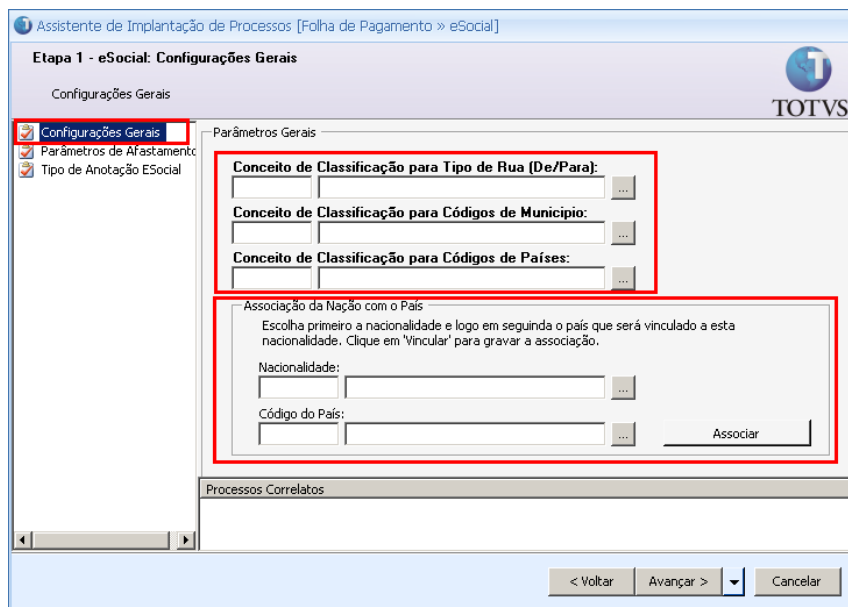 Assistente de Implantação de Processos [Folha de Pagamento » eSocial]
Etapa 1 - eSocial: Configurações Gerais
Configurações Gerais
TOTVS
Configurações Gerais
Parâmetros de Afastamento
Tipo de Anotação ESocial
Parâmetros Gerais
Conceito de Classificação para Tipo de Rua (De/Para):
...
Conceito de Classificação para Códigos de Municipio:
...
Conceito de Classificação para Códigos de Países:
...
Associação da Nação com o País
Escolha primeiro a nacionalidade e logo em seguinda o país que será vinculado a esta
nacionalidade. Clique em 'Vincular' para gravar a associação.
Nacionalidade:
...
Código do País:
...
Associar
Processos Correlatos
< Voltar
Avançar >
Cancelar